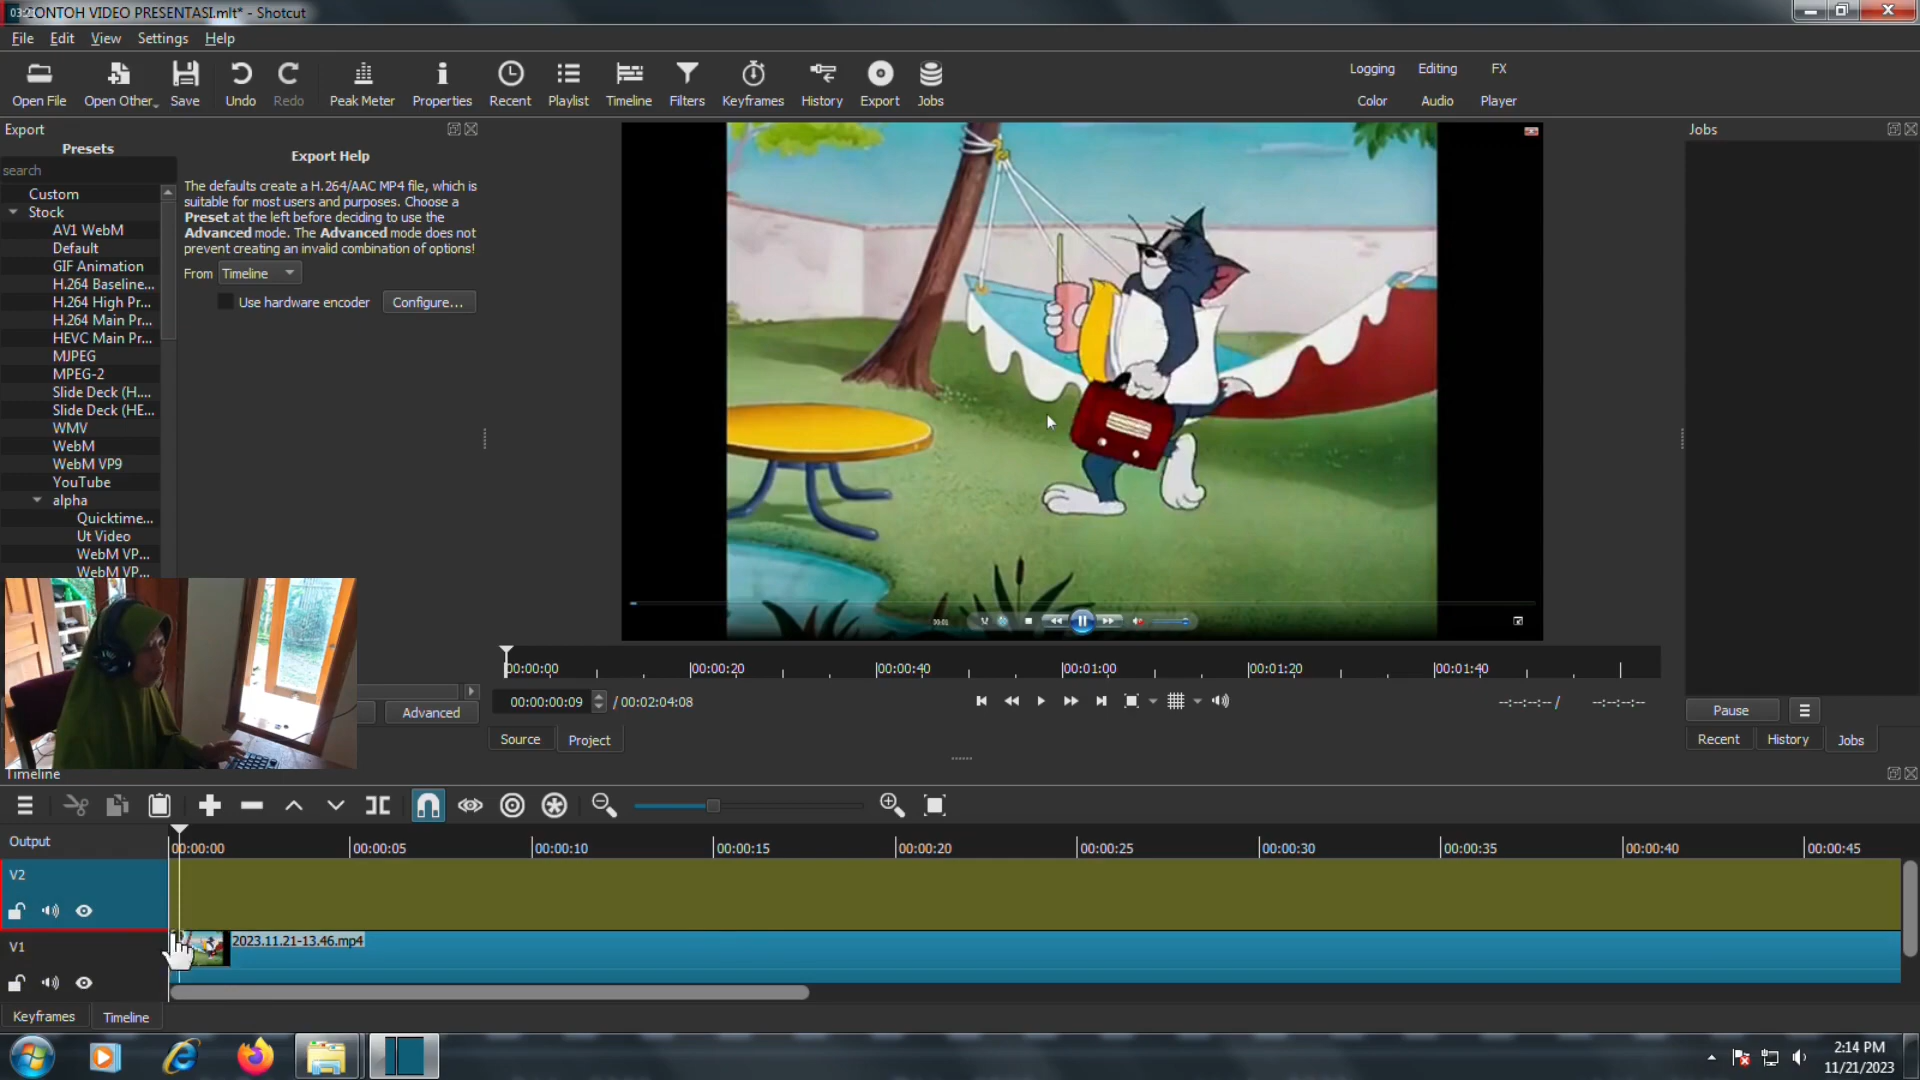 CONTOH VIDEO PRESENTASI.mlt* - Shotcut
File Edit View Settings Help
Open File Open Other... Save Undo Redo Peak Meter Properties Recent Playlist Timeline Filters Keyframes History Export Jobs
Logging Editing FX
Color Audio Player
Export
Presets
search
Custom
Stock
AV1 WebM
Default
GIF Animation
H.264 Baseline...
H.264 High Pr...
H.264 Main Pr...
HEVC Main Pr...
MJPEG
MPEG-2
Slide Deck (H....
Slide Deck (HE...
WMV
WebM
WebM VP9
YouTube
alpha
Quicktime...
Ut Video
WebM VP...
WebM VP...
Export Help
The defaults create a H.264/AAC MP4 file, which is
suitable for most users and purposes. Choose a
Preset at the left before deciding to use the
Advanced mode. The Advanced mode does not
prevent creating an invalid combination of options!
From Timeline
Use hardware encoder Configure...
Advanced
00:01
00:00:00 00:00:20 00:00:40 00:01:00 00:01:20 00:01:40
00:00:00:09 / 00:02:04:08
--:--:--:-- / --:--:--:--
Source Project
Jobs
Pause
Recent History Jobs
Timeline
Output
00:00:00 00:00:05 00:00:10 00:00:15 00:00:20 00:00:25 00:00:30 00:00:35 00:00:40 00:00:45
V2
V1
2023.11.21-13.46.mp4
Keyframes Timeline
2:14 PM
11/21/2023